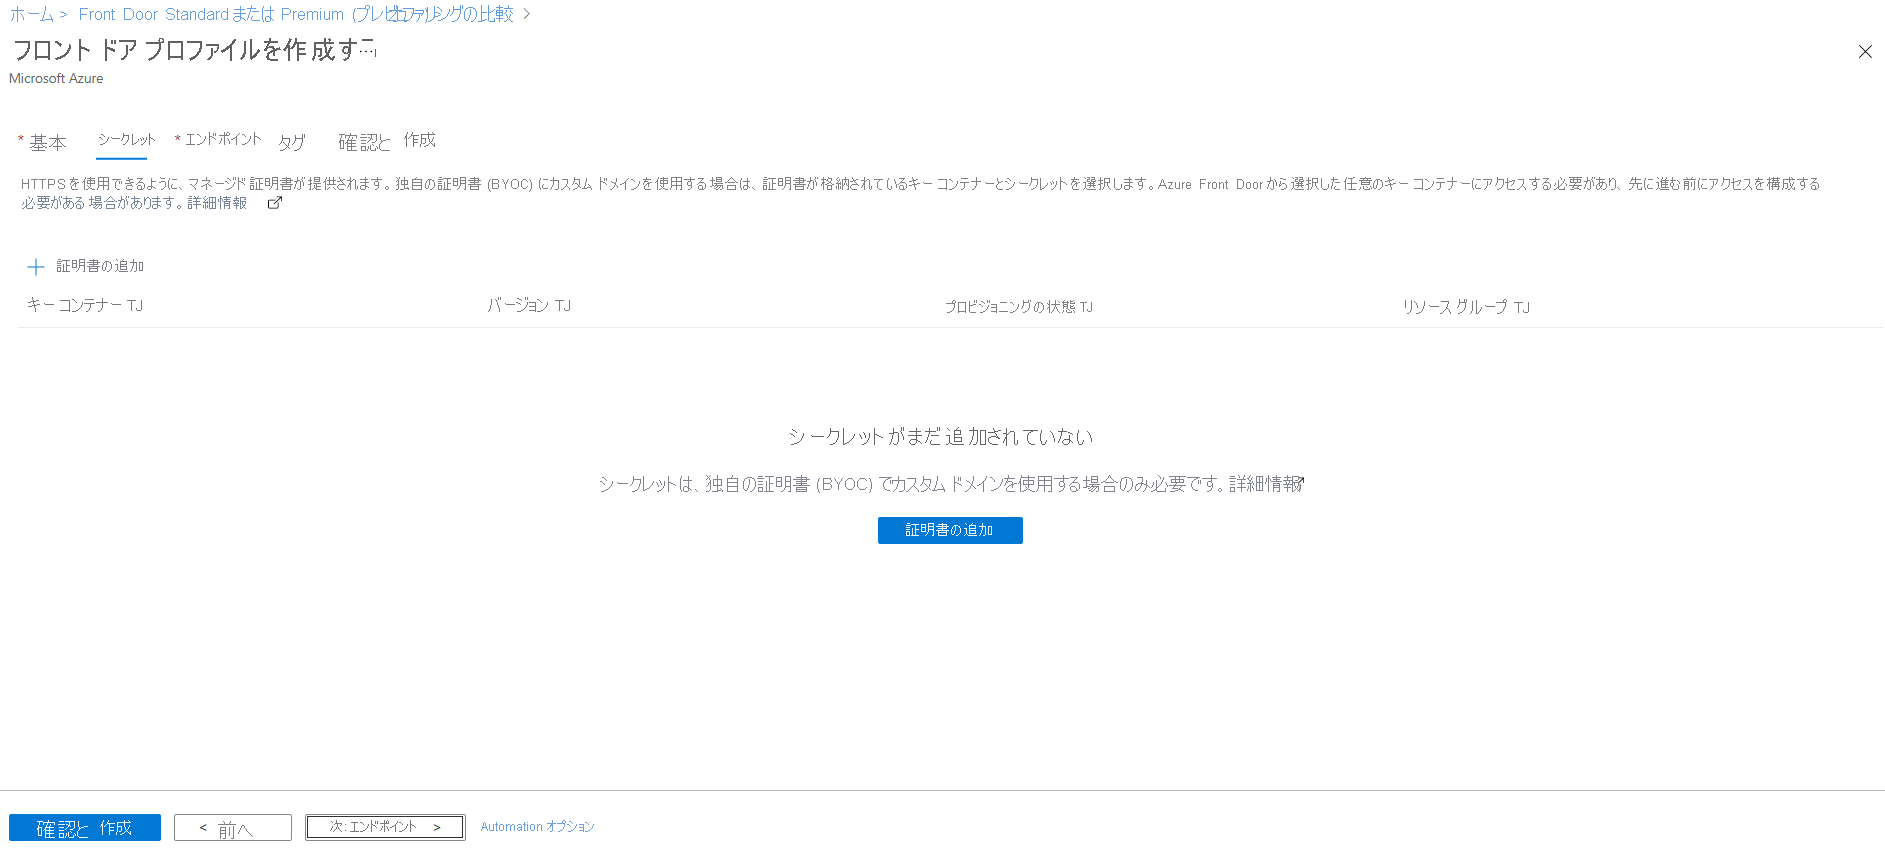 ホーム > Front Door Standardまたは Premium (プレビュー)オファリングの比較 >
フロント ドア プロファイルを作成す...
Microsoft Azure
* 基本 シークレット * エンドポイント タグ 確認と 作成
HTTPSを使用できるように、マネージド証明書が提供されます。独自の証明書 (BYOC) にカスタム ドメインを使用する場合は、証明書が格納されているキー コンテナーとシークレットを選択します。Azure Front Doorから選択した任意のキー コンテナーにアクセスする必要があり、先に進む前にアクセスを構成する
必要がある場合があります。詳細情報
+ 証明書の追加
キー コンテナー TJ バージョン TJ プロビジョニングの状態 TJ リソース グループ TJ
シークレットがまだ追加されていない
シークレットは、独自の証明書 (BYOC) でカスタム ドメインを使用する場合のみ必要です。詳細情報
証明書の追加
確認と 作成 < 前へ 次: エンドポイント > Automation オプション